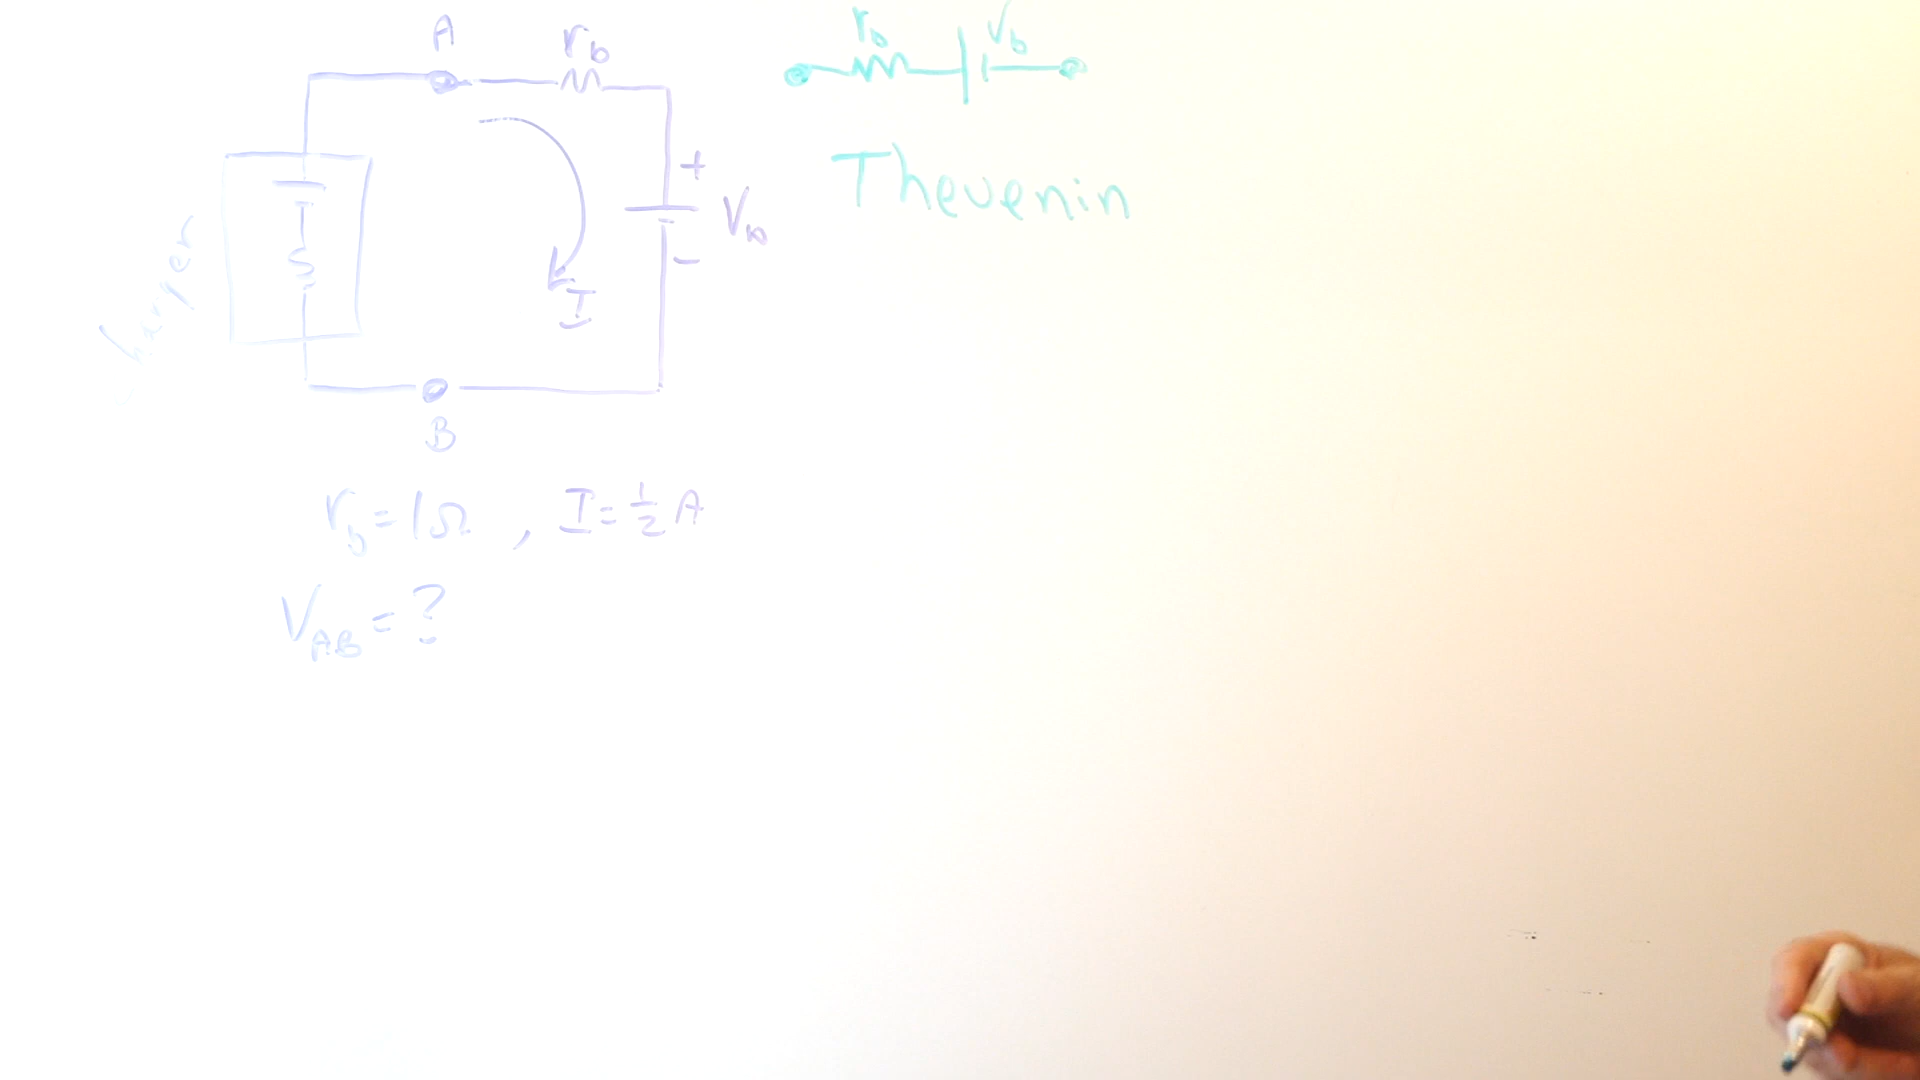 A
r_b
+
V_b
-
I
B
charger
r_b = 1Ω , I = ½ A
V_AB = ?
r_b V_b
Thevenin